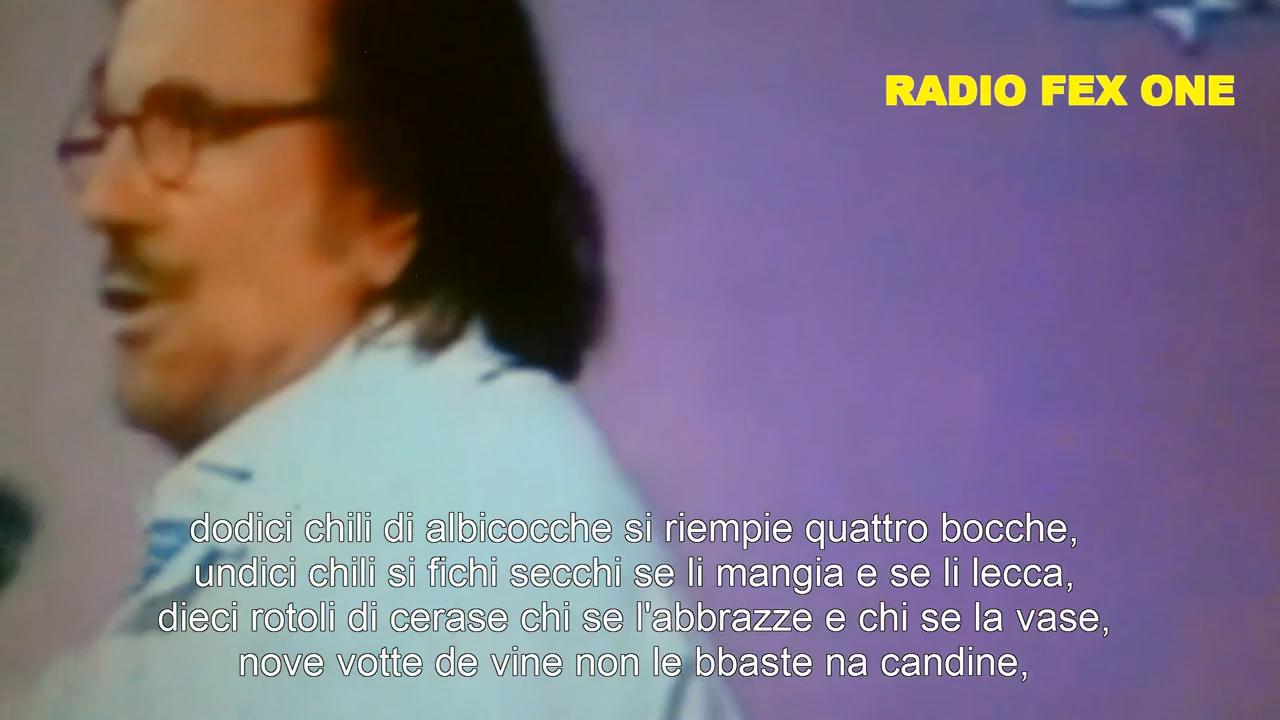 RADIO FEX ONE
dodici chili di albicocche si riempie quattro bocche,
undici chili si fichi secchi se li mangia e se li lecca,
dieci rotoli di cerase chi se l'abbrazze e chi se la vase,
nove votte de vine non le bbaste na candine,